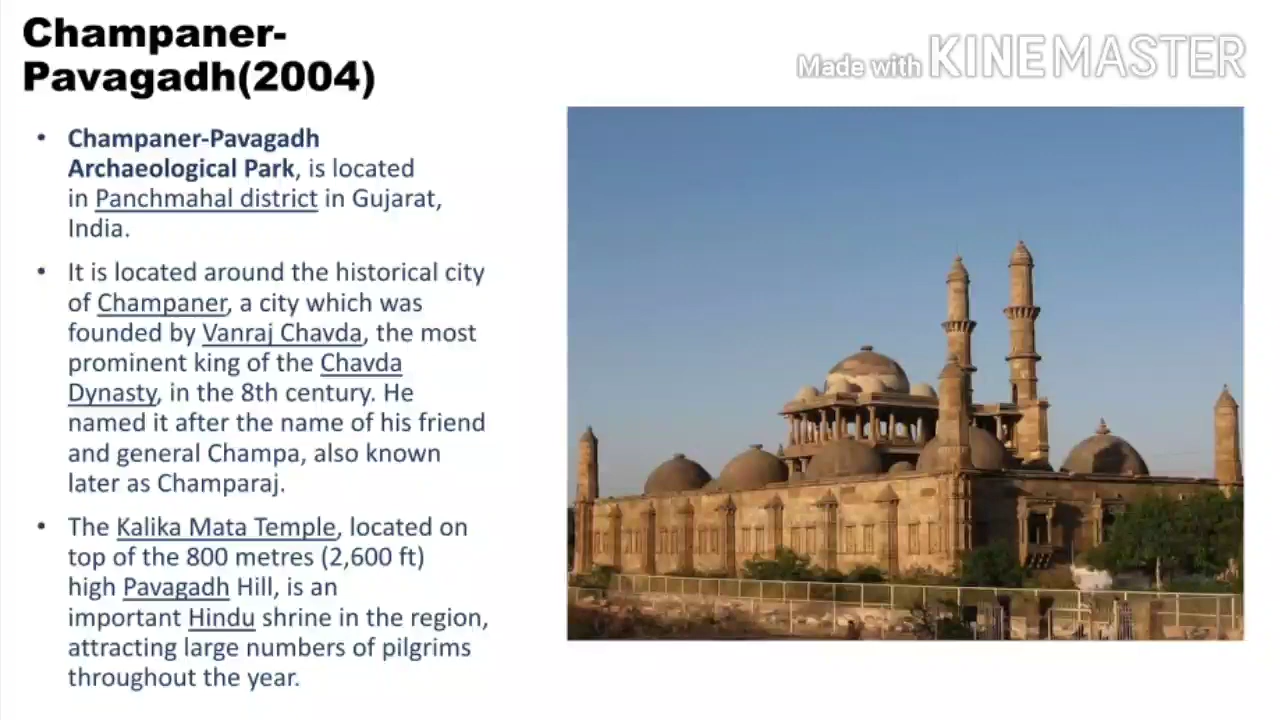 Champaner-
Pavagadh(2004)
Made with KINEMASTER
• Champaner-Pavagadh
Archaeological Park, is located
in Panchmahal district in Gujarat,
India.
• It is located around the historical city
of Champaner, a city which was
founded by Vanraj Chavda, the most
prominent king of the Chavda
Dynasty, in the 8th century. He
named it after the name of his friend
and general Champa, also known
later as Champaraj.
• The Kalika Mata Temple, located on
top of the 800 metres (2,600 ft)
high Pavagadh Hill, is an
important Hindu shrine in the region,
attracting large numbers of pilgrims
throughout the year.